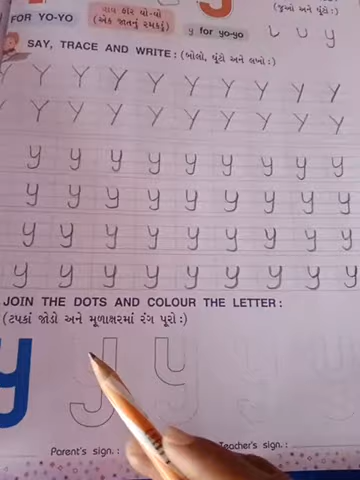 FOR YO-YO
વાય ફોર યો-યો
(એક જાતનું રમકડું)
y for yo-yo
(જુઓ અને ઘૂંટો :)
SAY, TRACE AND WRITE : (બોલો, ઘૂંટો અને લખો :)
Y Y Y Y Y Y Y Y Y
Y Y Y Y Y Y Y Y Y
y y y y y y y y y
y y y y y y y y y
y y y y y y y y y
y y y y y y y y y
JOIN THE DOTS AND COLOUR THE LETTER :
(ટપકાં જોડો અને મૂળાક્ષરમાં રંગ પૂરો :)
y y y
Parent's sign. :
Teacher's sign. :